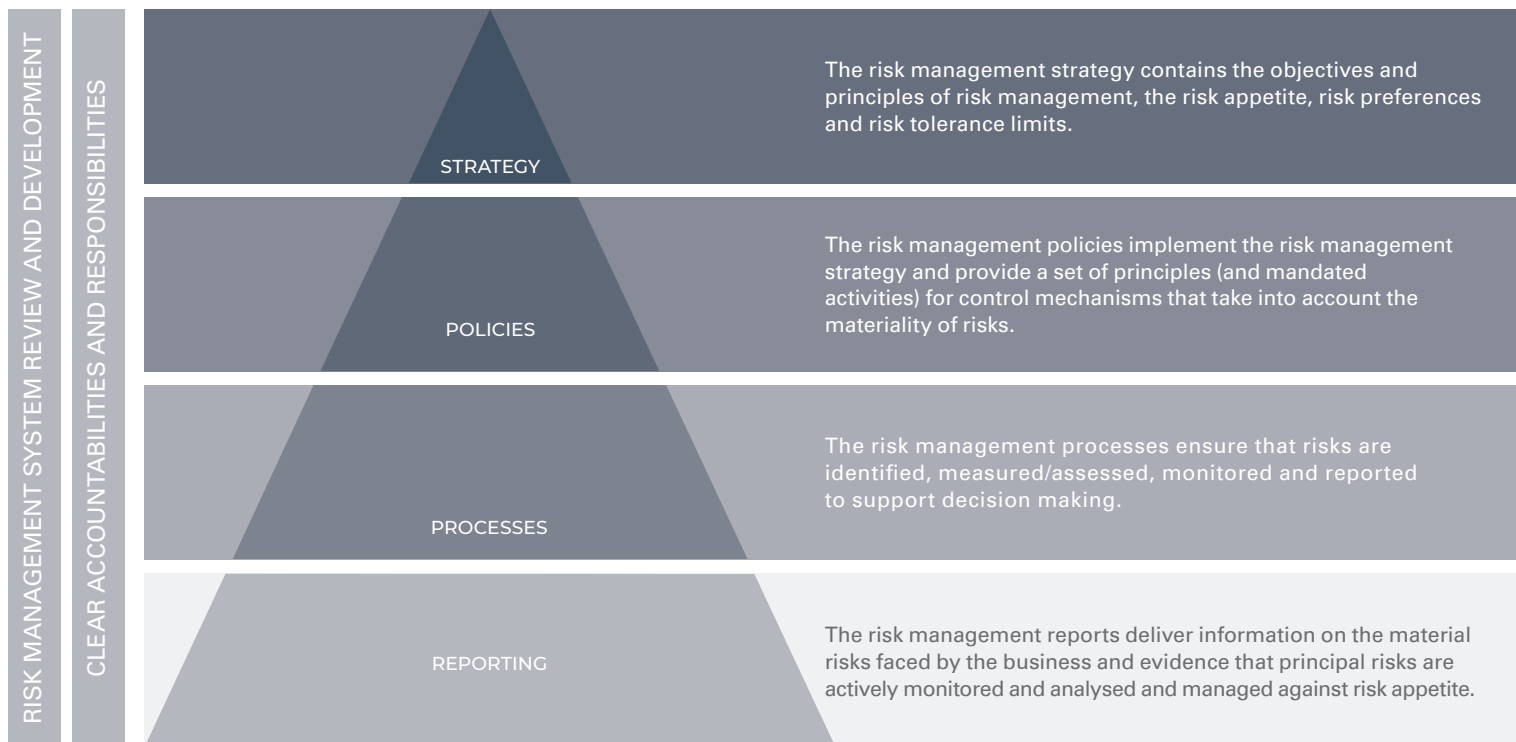 RISK MANAGEMENT SYSTEM REVIEW AND DEVELOPMENT
CLEAR ACCOUNTABILITIES AND RESPONSIBILITIES
STRATEGY
The risk management strategy contains the objectives and
principles of risk management, the risk appetite, risk preferences
and risk tolerance limits.
POLICIES
The risk management policies implement the risk management
strategy and provide a set of principles (and mandated
activities) for control mechanisms that take into account the
materiality of risks.
PROCESSES
The risk management processes ensure that risks are
identified, measured/assessed, monitored and reported
to support decision making.
REPORTING
The risk management reports deliver information on the material
risks faced by the business and evidence that principal risks are
actively monitored and analysed and managed against risk appetite.